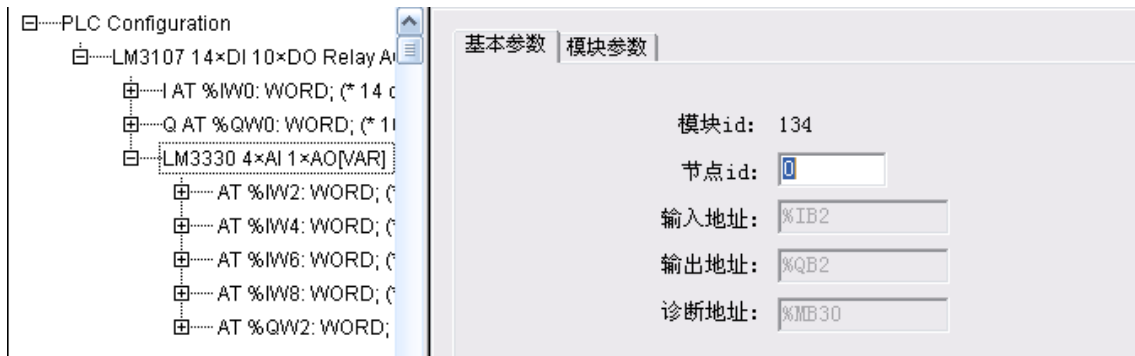 PLC Configuration
LM3107 14×DI 10×DO Relay
I AT %IW0: WORD; (* 14
Q AT %QW0: WORD; (* 1
LM3330 4×AI 1×AO[VAR]
AT %IW2: WORD; (*
AT %IW4: WORD; (*
AT %IW6: WORD; (*
AT %IW8: WORD; (*
AT %QW2: WORD;
基本参数 模块参数
模块id: 134
节点id: 0
输入地址: %IB2
输出地址: %QB2
诊断地址: %MB30